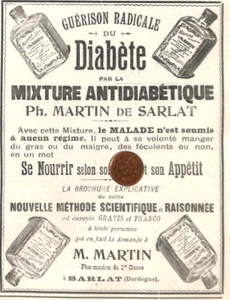 GUÉRISON RADICALE
DU
Diabète
PAR LA
MIXTURE ANTIDIABÉTIQUE
Ph. MARTIN DE SARLAT
Avec cette Mixture, le MALADE n'est soumis
à aucun régime. Il peut à sa volonté manger
du gras ou du maigre, des féculents ou non,
en un mot
Se Nourrir selon son et son Appétit
LA BROCHURE EXPLICATIVE
de cette
NOUVELLE MÉTHODE SCIENTIFIQUE et RAISONNÉE
est envoyée GRATIS et FRANCO
à toute personne
qui en fait la demande à
M. MARTIN
Pharmacien de 1re Classe
à SARLAT (Dordogne).